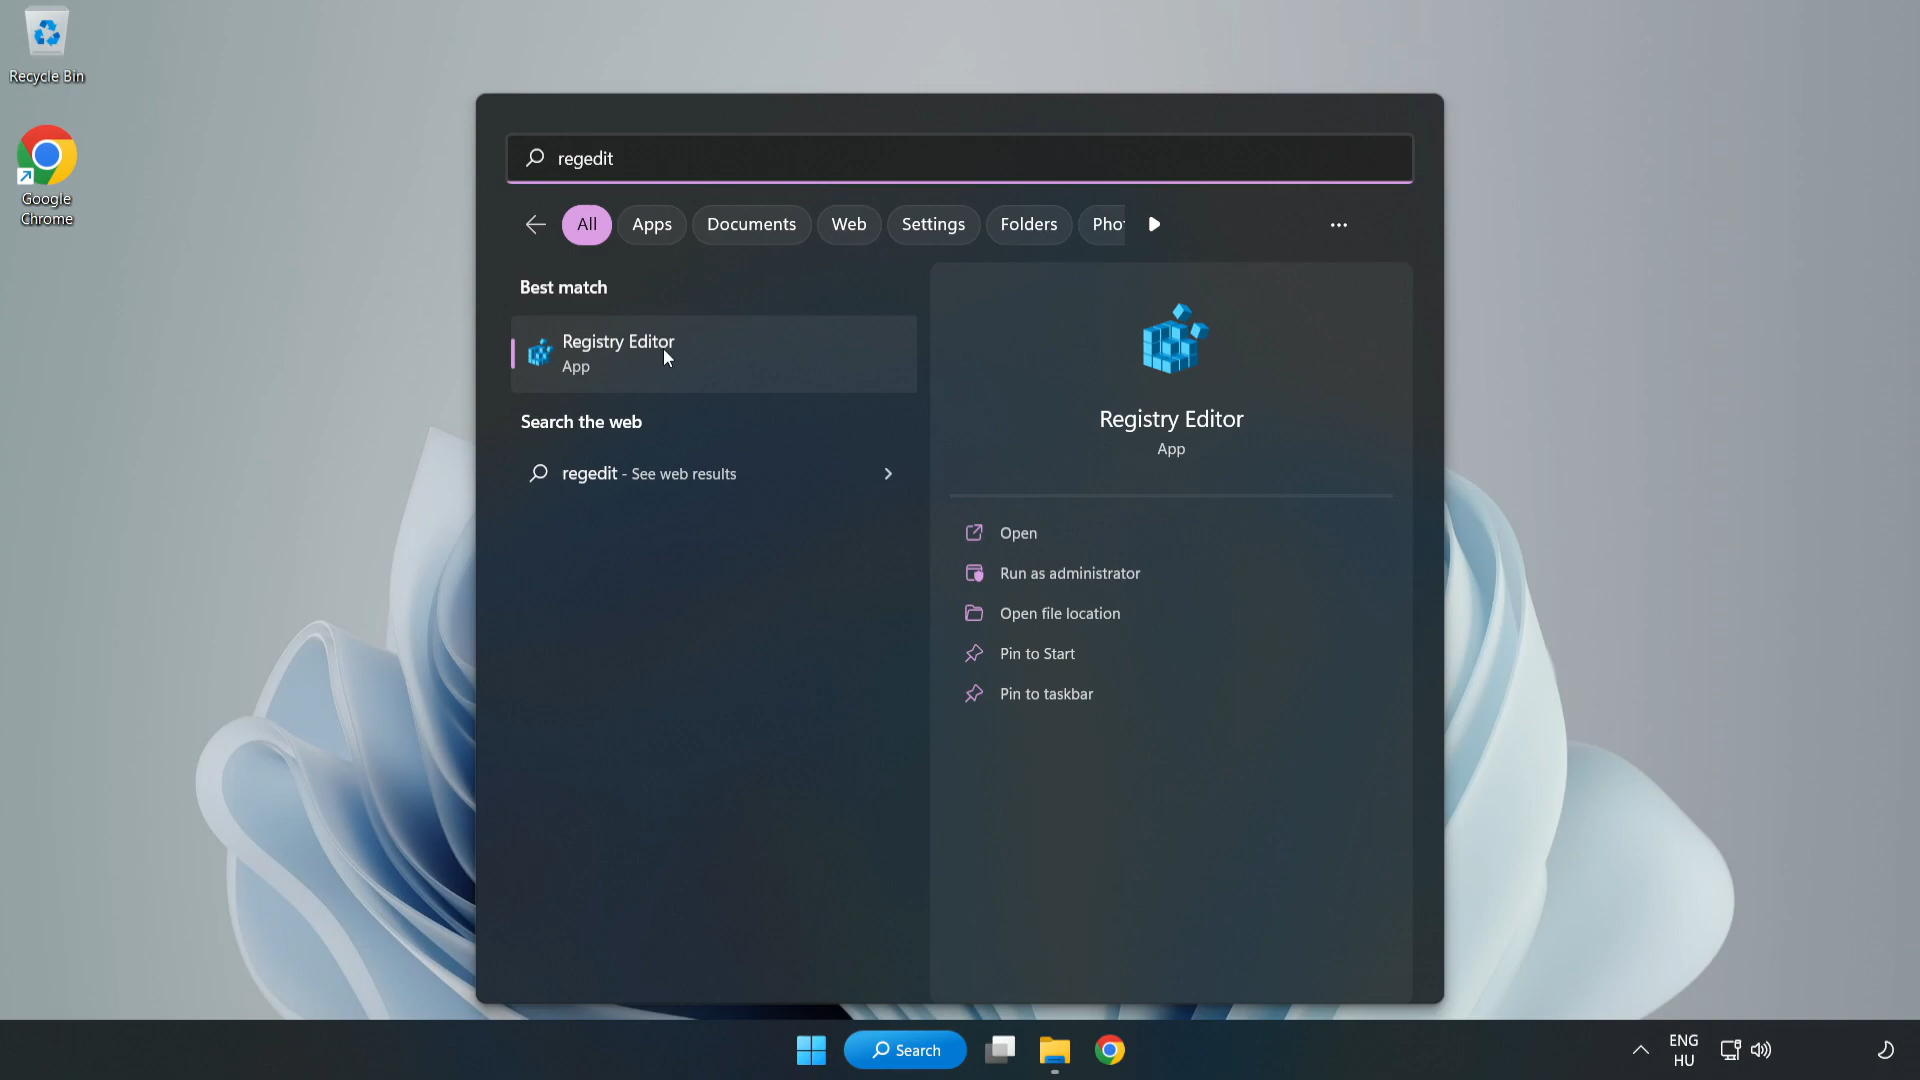 Recycle Bin
Google
Chrome
regedit
All Apps Documents Web Settings Folders
Best match
Registry Editor
App
Search the web
regedit - See web results
Registry Editor
App
Open
Run as administrator
Open file location
Pin to Start
Pin to taskbar
Search
ENG
HU